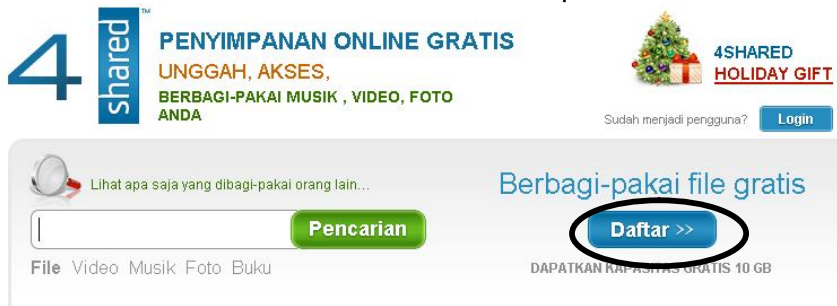 4 shared™
PENYIMPANAN ONLINE GRATIS
UNGGAH, AKSES,
BERBAGI-PAKAI MUSIK , VIDEO, FOTO
ANDA
4SHARED
HOLIDAY GIFT
Sudah menjadi pengguna? Login
Lihat apa saja yang dibagi-pakai orang lain...
Pencarian
File Video Musik Foto Buku
Berbagi-pakai file gratis
Daftar >>
DAPATKAN KAPASITAS GRATIS 10 GB